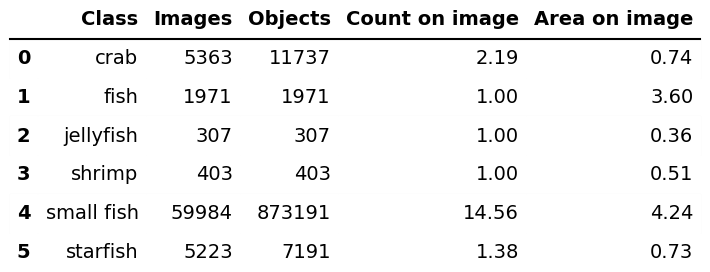 Class Images Objects Count on image Area on image
0 crab 5363 11737 2.19 0.74
1 fish 1971 1971 1.00 3.60
2 jellyfish 307 307 1.00 0.36
3 shrimp 403 403 1.00 0.51
4 small fish 59984 873191 14.56 4.24
5 starfish 5223 7191 1.38 0.73